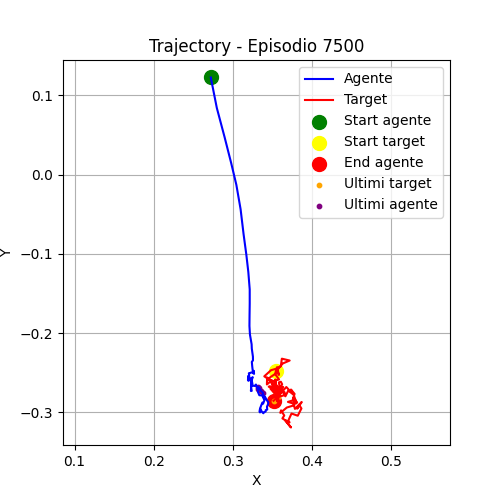 Trajectory - Episodio 7500
Agente
Target
Start agente
Start target
End agente
Ultimi target
Ultimi agente
Y
0.1
0.0
−0.1
−0.2
−0.3
0.1
0.2
0.3
0.4
0.5
X